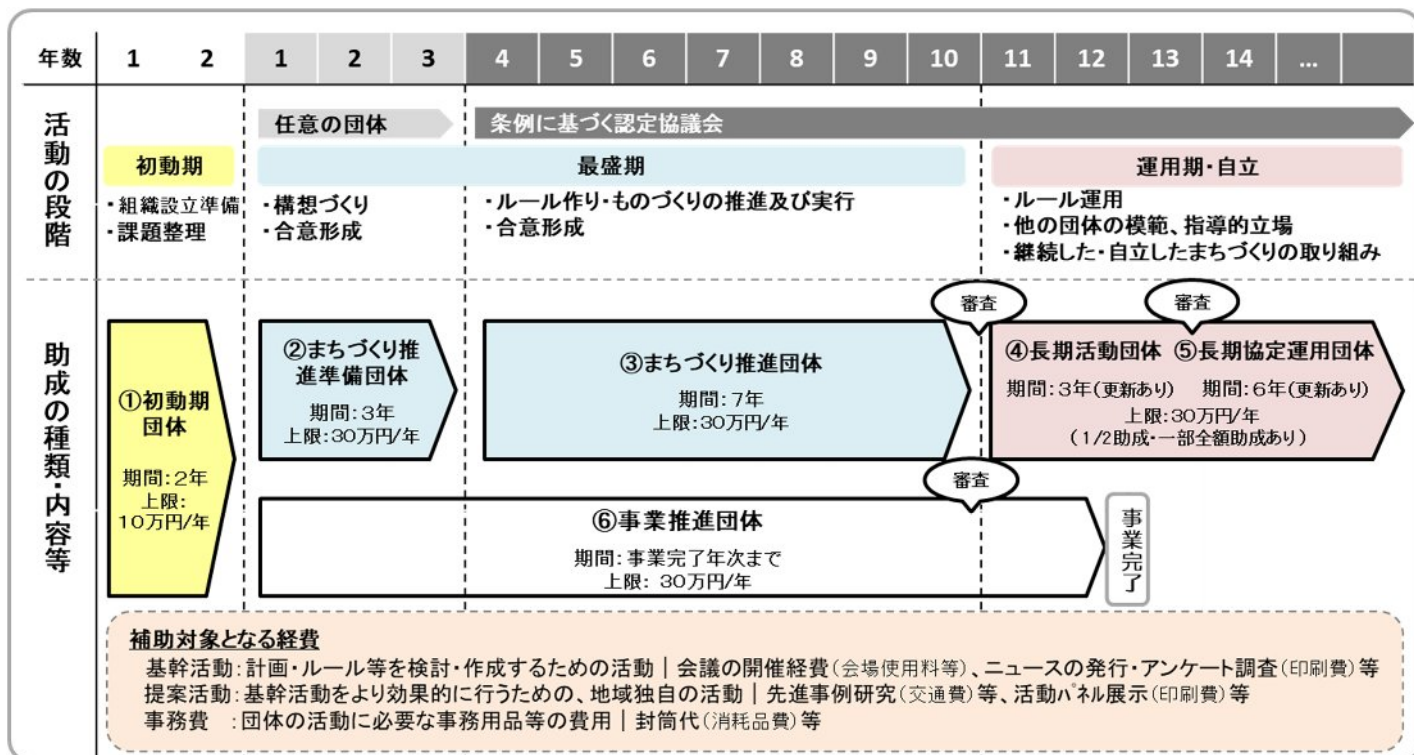 年数 1 2 1 2 3 4 5 6 7 8 9 10 11 12 13 14 ...
活動の段階
任意の団体
条例に基づく認定協議会
初動期
・組織設立準備
・課題整理
最盛期
・構想づくり
・合意形成
・ルール作り・ものづくりの推進及び実行
・合意形成
運用期・自立
・ルール運用
・他の団体の模範、指導的立場
・継続した・自立したまちづくりの取り組み
助成の種類・内容等
①初動期
団体
期間:2年
上限:
10万円/年
②まちづくり推
進準備団体
期間:3年
上限:30万円/年
③まちづくり推進団体
期間:7年
上限:30万円/年
審査
審査
④長期活動団体 ⑤長期協定運用団体
期間:3年(更新あり) 期間:6年(更新あり)
上限:30万円/年
(1/2助成・一部全額助成あり)
審査
⑥事業推進団体
期間:事業完了年次まで
上限: 30万円/年
事業完了
補助対象となる経費
基幹活動:計画・ルール等を検討・作成するための活動|会議の開催経費(会場使用料等)、ニュースの発行・アンケート調査(印刷費)等
提案活動:基幹活動をより効果的に行うための、地域独自の活動|先進事例研究(交通費)等、活動パネル展示(印刷費)等
事務費 :団体の活動に必要な事務用品等の費用|封筒代(消耗品費)等